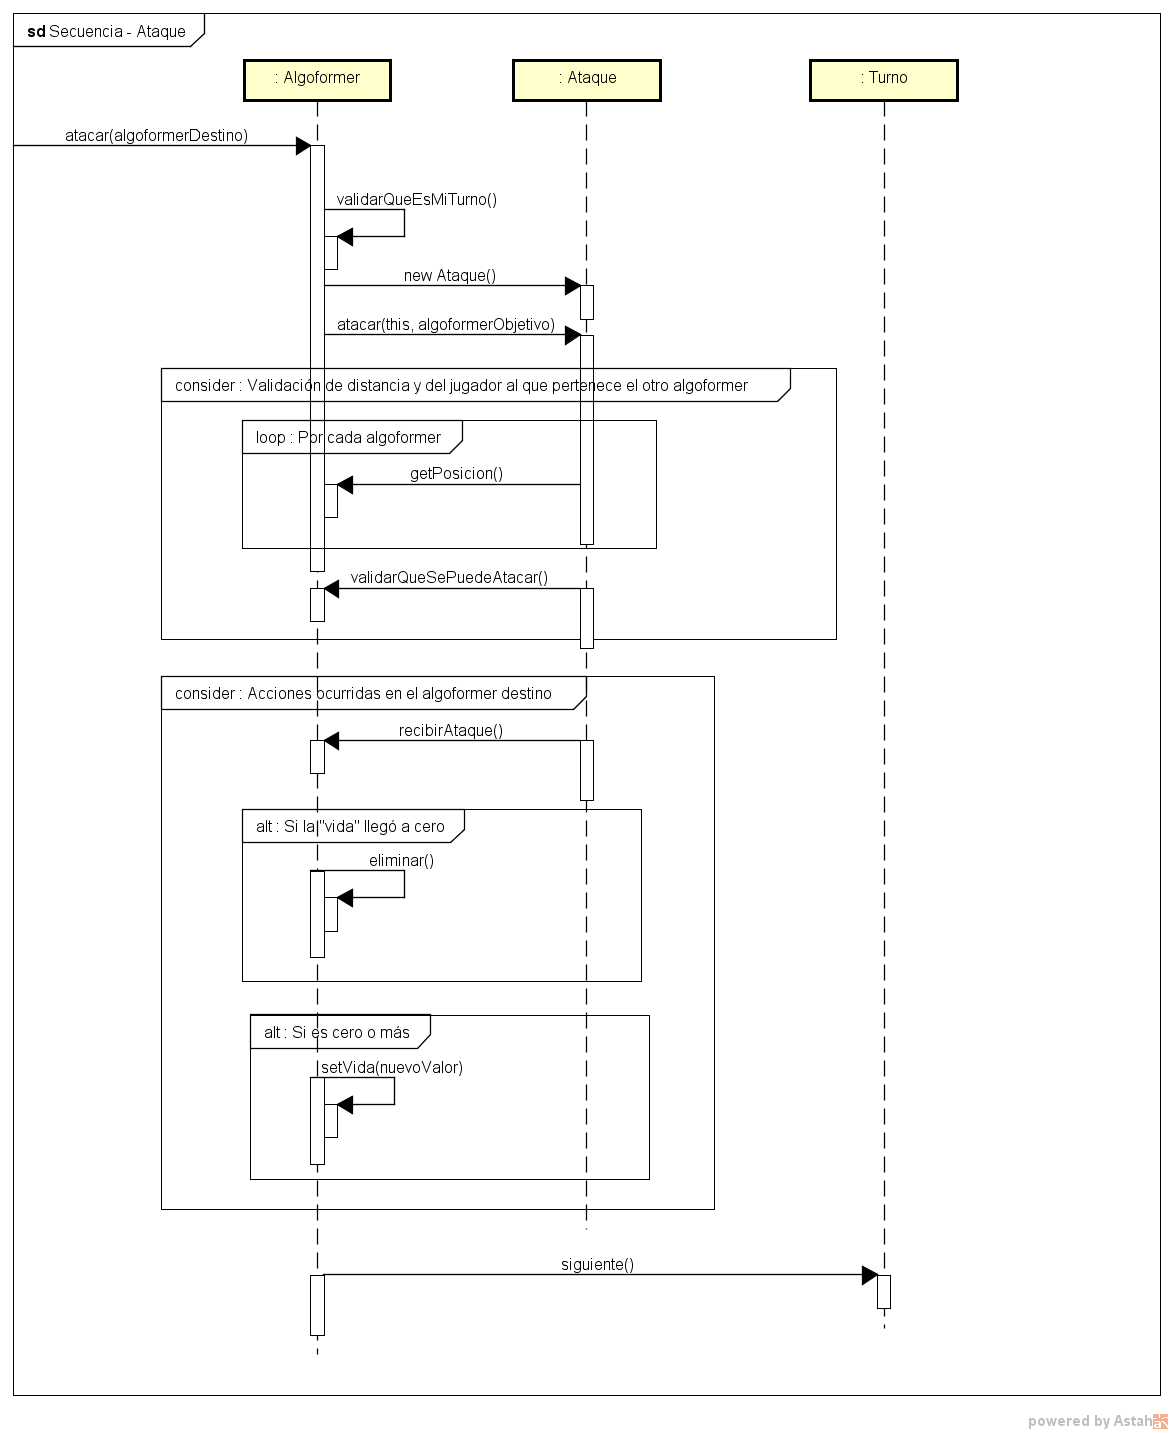 sd Secuencia - Ataque
: Algoformer
: Ataque
: Turno
atacar(algoformerDestino)
validarQueEsMiTurno()
new Ataque()
atacar(this, algoformerObjetivo)
consider : Validación de distancia y del jugador al que pertenece el otro algoformer
loop : Por cada algoformer
getPosicion()
validarQueSePuedeAtacar()
consider : Acciones ocurridas en el algoformer destino
recibirAtaque()
alt : Si la "vida" llegó a cero
eliminar()
alt : Si es cero o más
setVida(nuevoValor)
siguiente()
powered by Astah